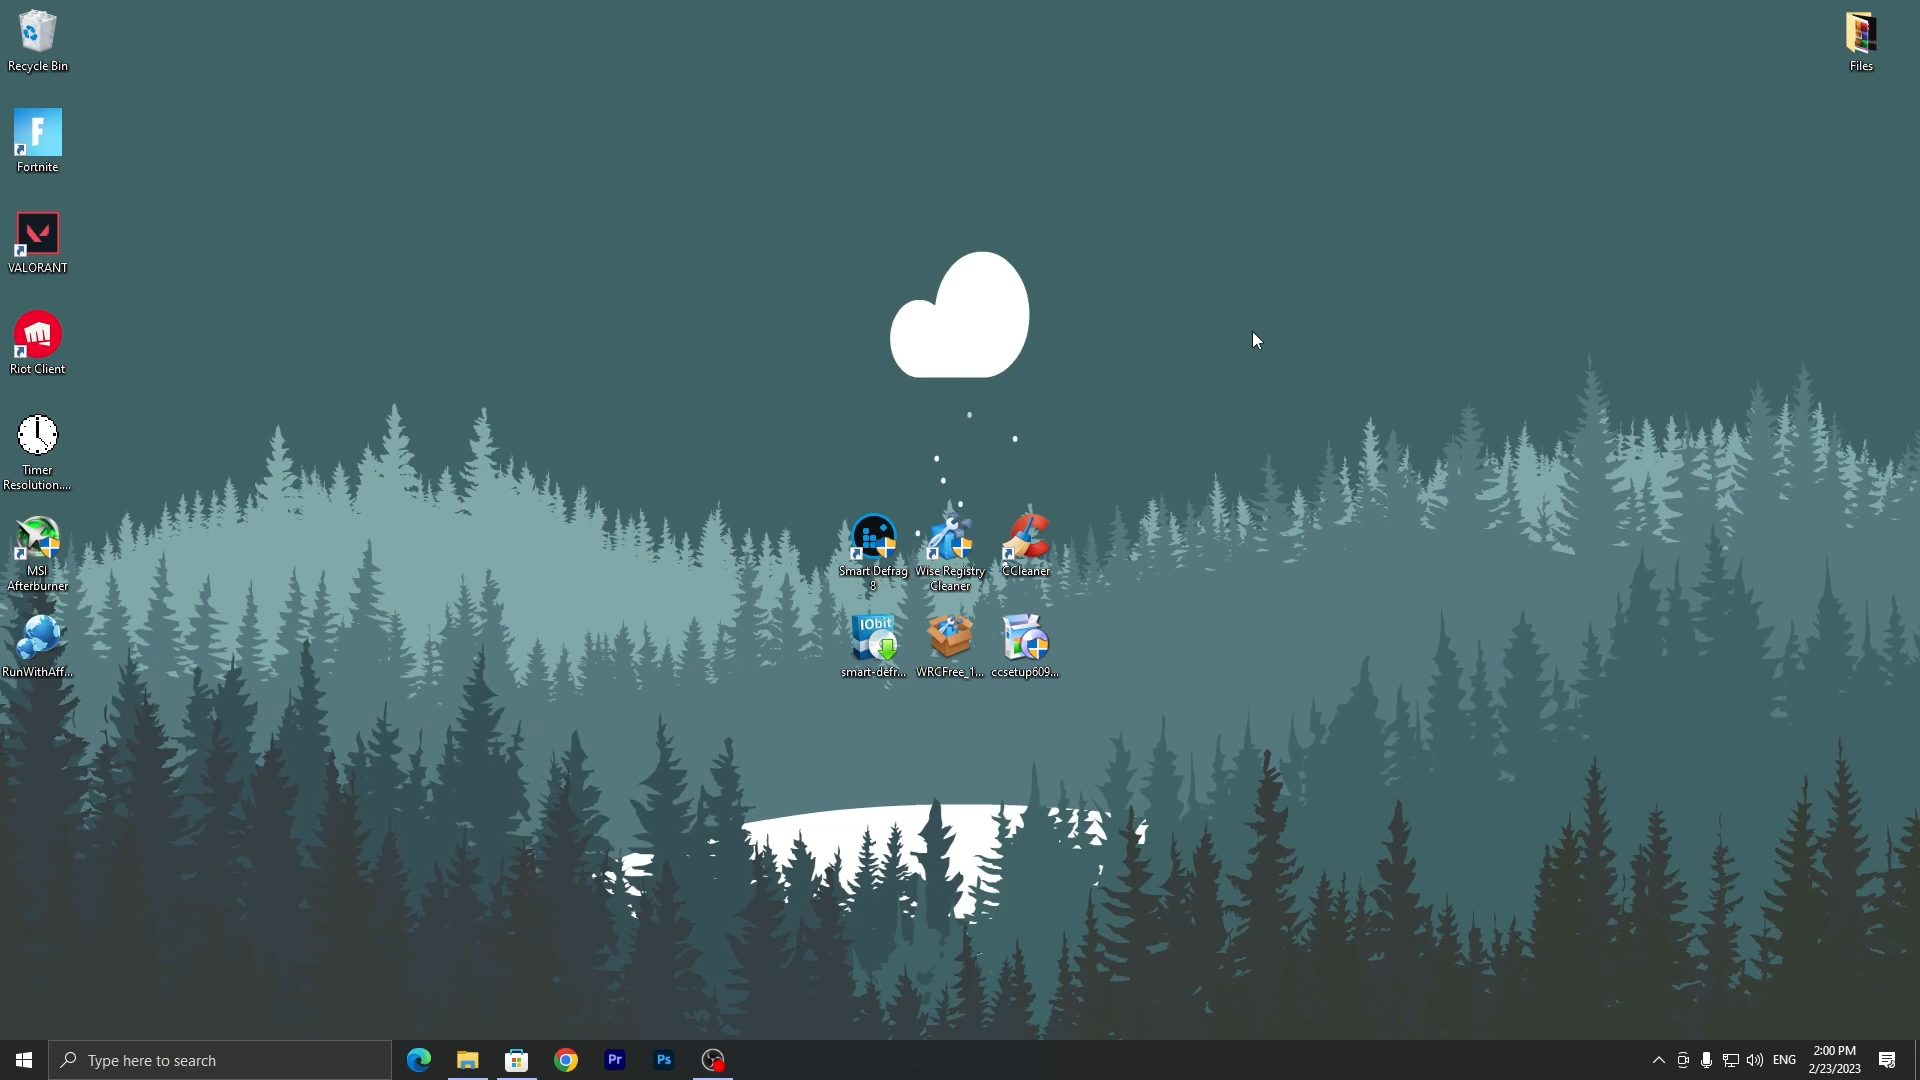 Recycle Bin
Files
F
Fortnite
VALORANT
Riot Client
Timer
Resolution....
MSI
Afterburner
RunWithAff...
Smart Defrag
8
Wise Registry
Cleaner
CCleaner
IObit
smart-defr...
WRCFree_1...
ccsetup609...
Type here to search
Pr
Ps
ENG
2:00 PM
2/23/2023